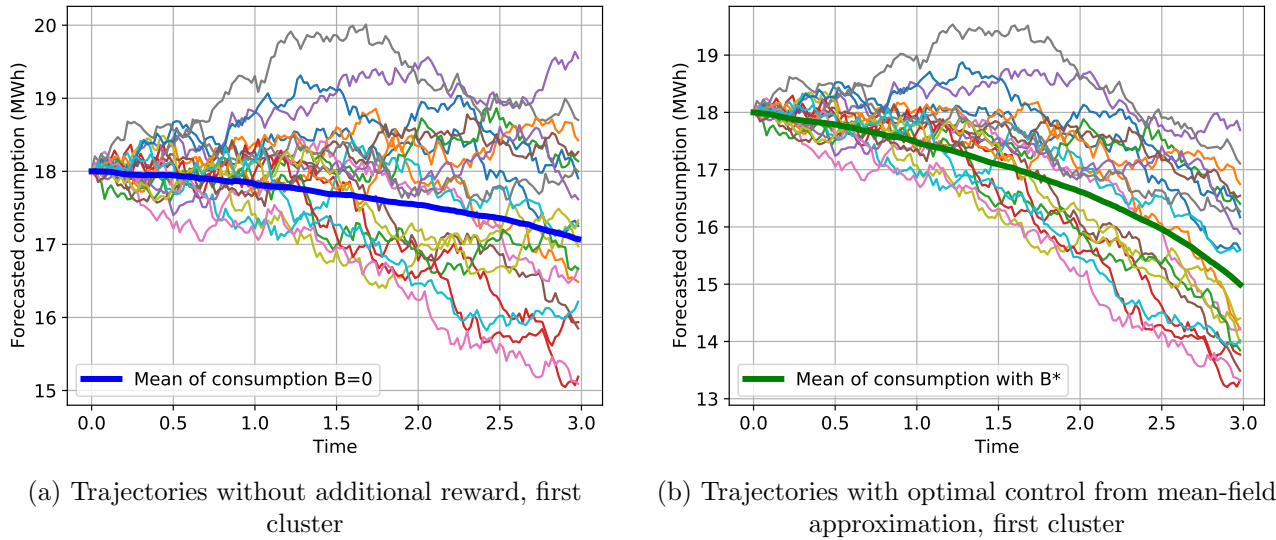 20
19
18
17
16
15
Forecasted consumption (MWh)
Mean of consumption B=0
0.0 0.5 1.0 1.5 2.0 2.5 3.0
Time
(a) Trajectories without additional reward, first
cluster
19
18
17
16
15
14
13
Forecasted consumption (MWh)
Mean of consumption with B*
0.0 0.5 1.0 1.5 2.0 2.5 3.0
Time
(b) Trajectories with optimal control from mean-field
approximation, first cluster